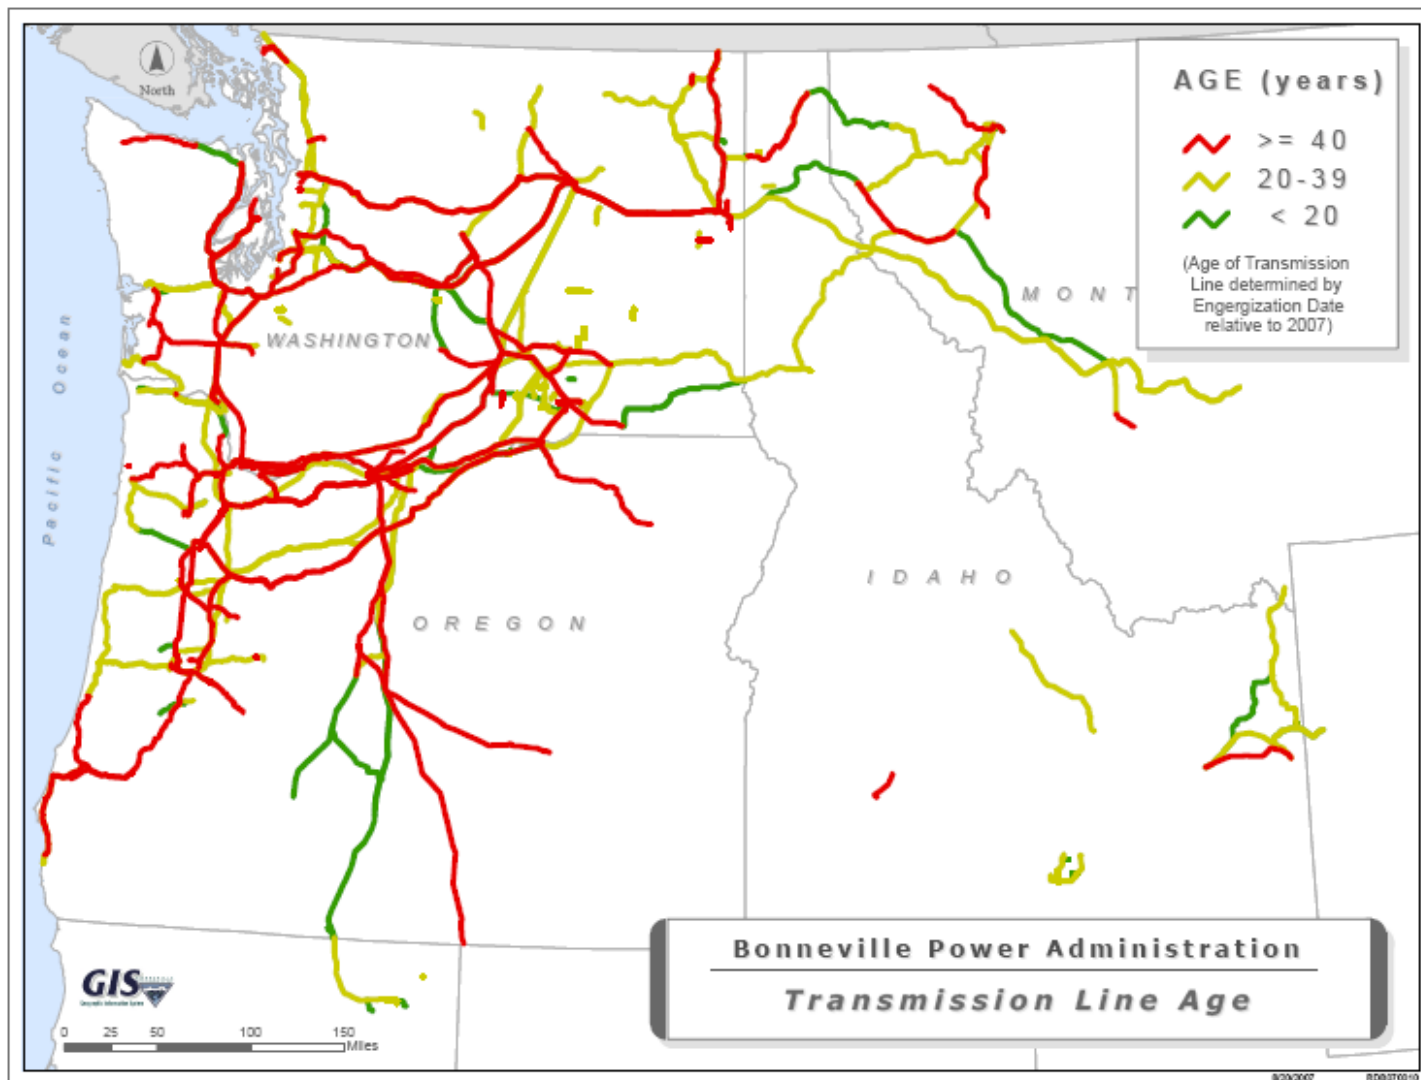 North
AGE (years)
>= 40
20-39
< 20
(Age of Transmission
Line determined by
Engergization Date
relative to 2007)
MONT
WASHINGTON
Pacific Ocean
IDAHO
OREGON
Bonneville Power Administration
Transmission Line Age
GIS
0 25 50 100 150
Miles